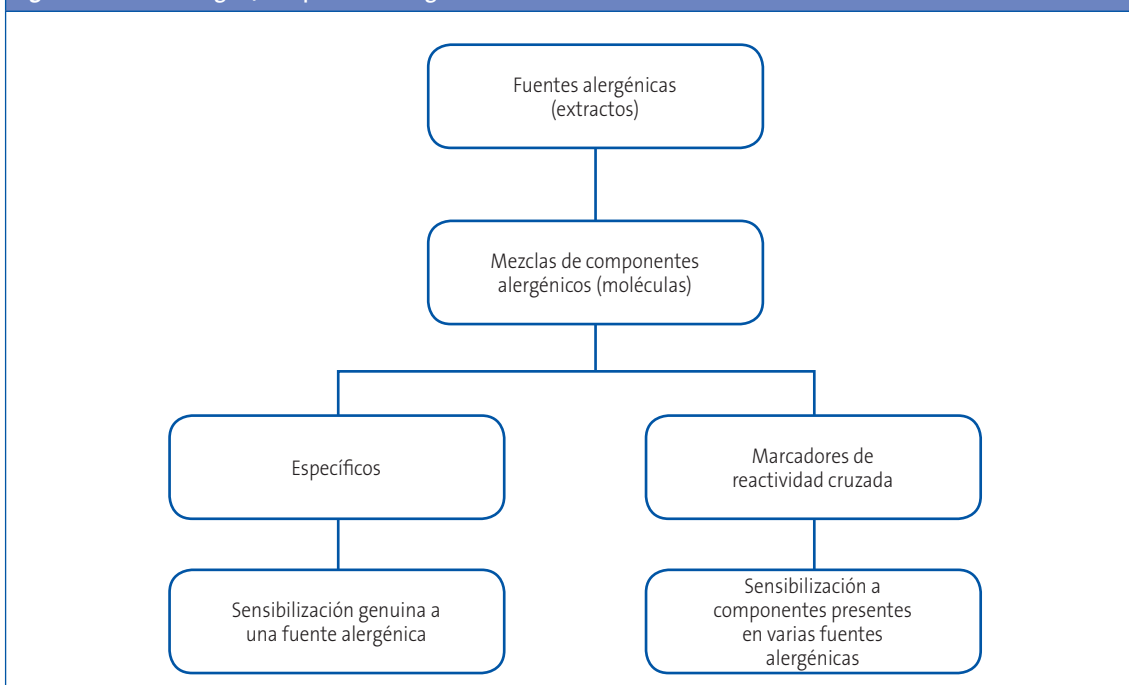 Fuentes alergénicas
(extractos)
Mezclas de componentes
alergénicos (moléculas)
Específicos
Marcadores de
reactividad cruzada
Sensibilización genuina a
una fuente alergénica
Sensibilización a
componentes presentes
en varias fuentes
alergénicas